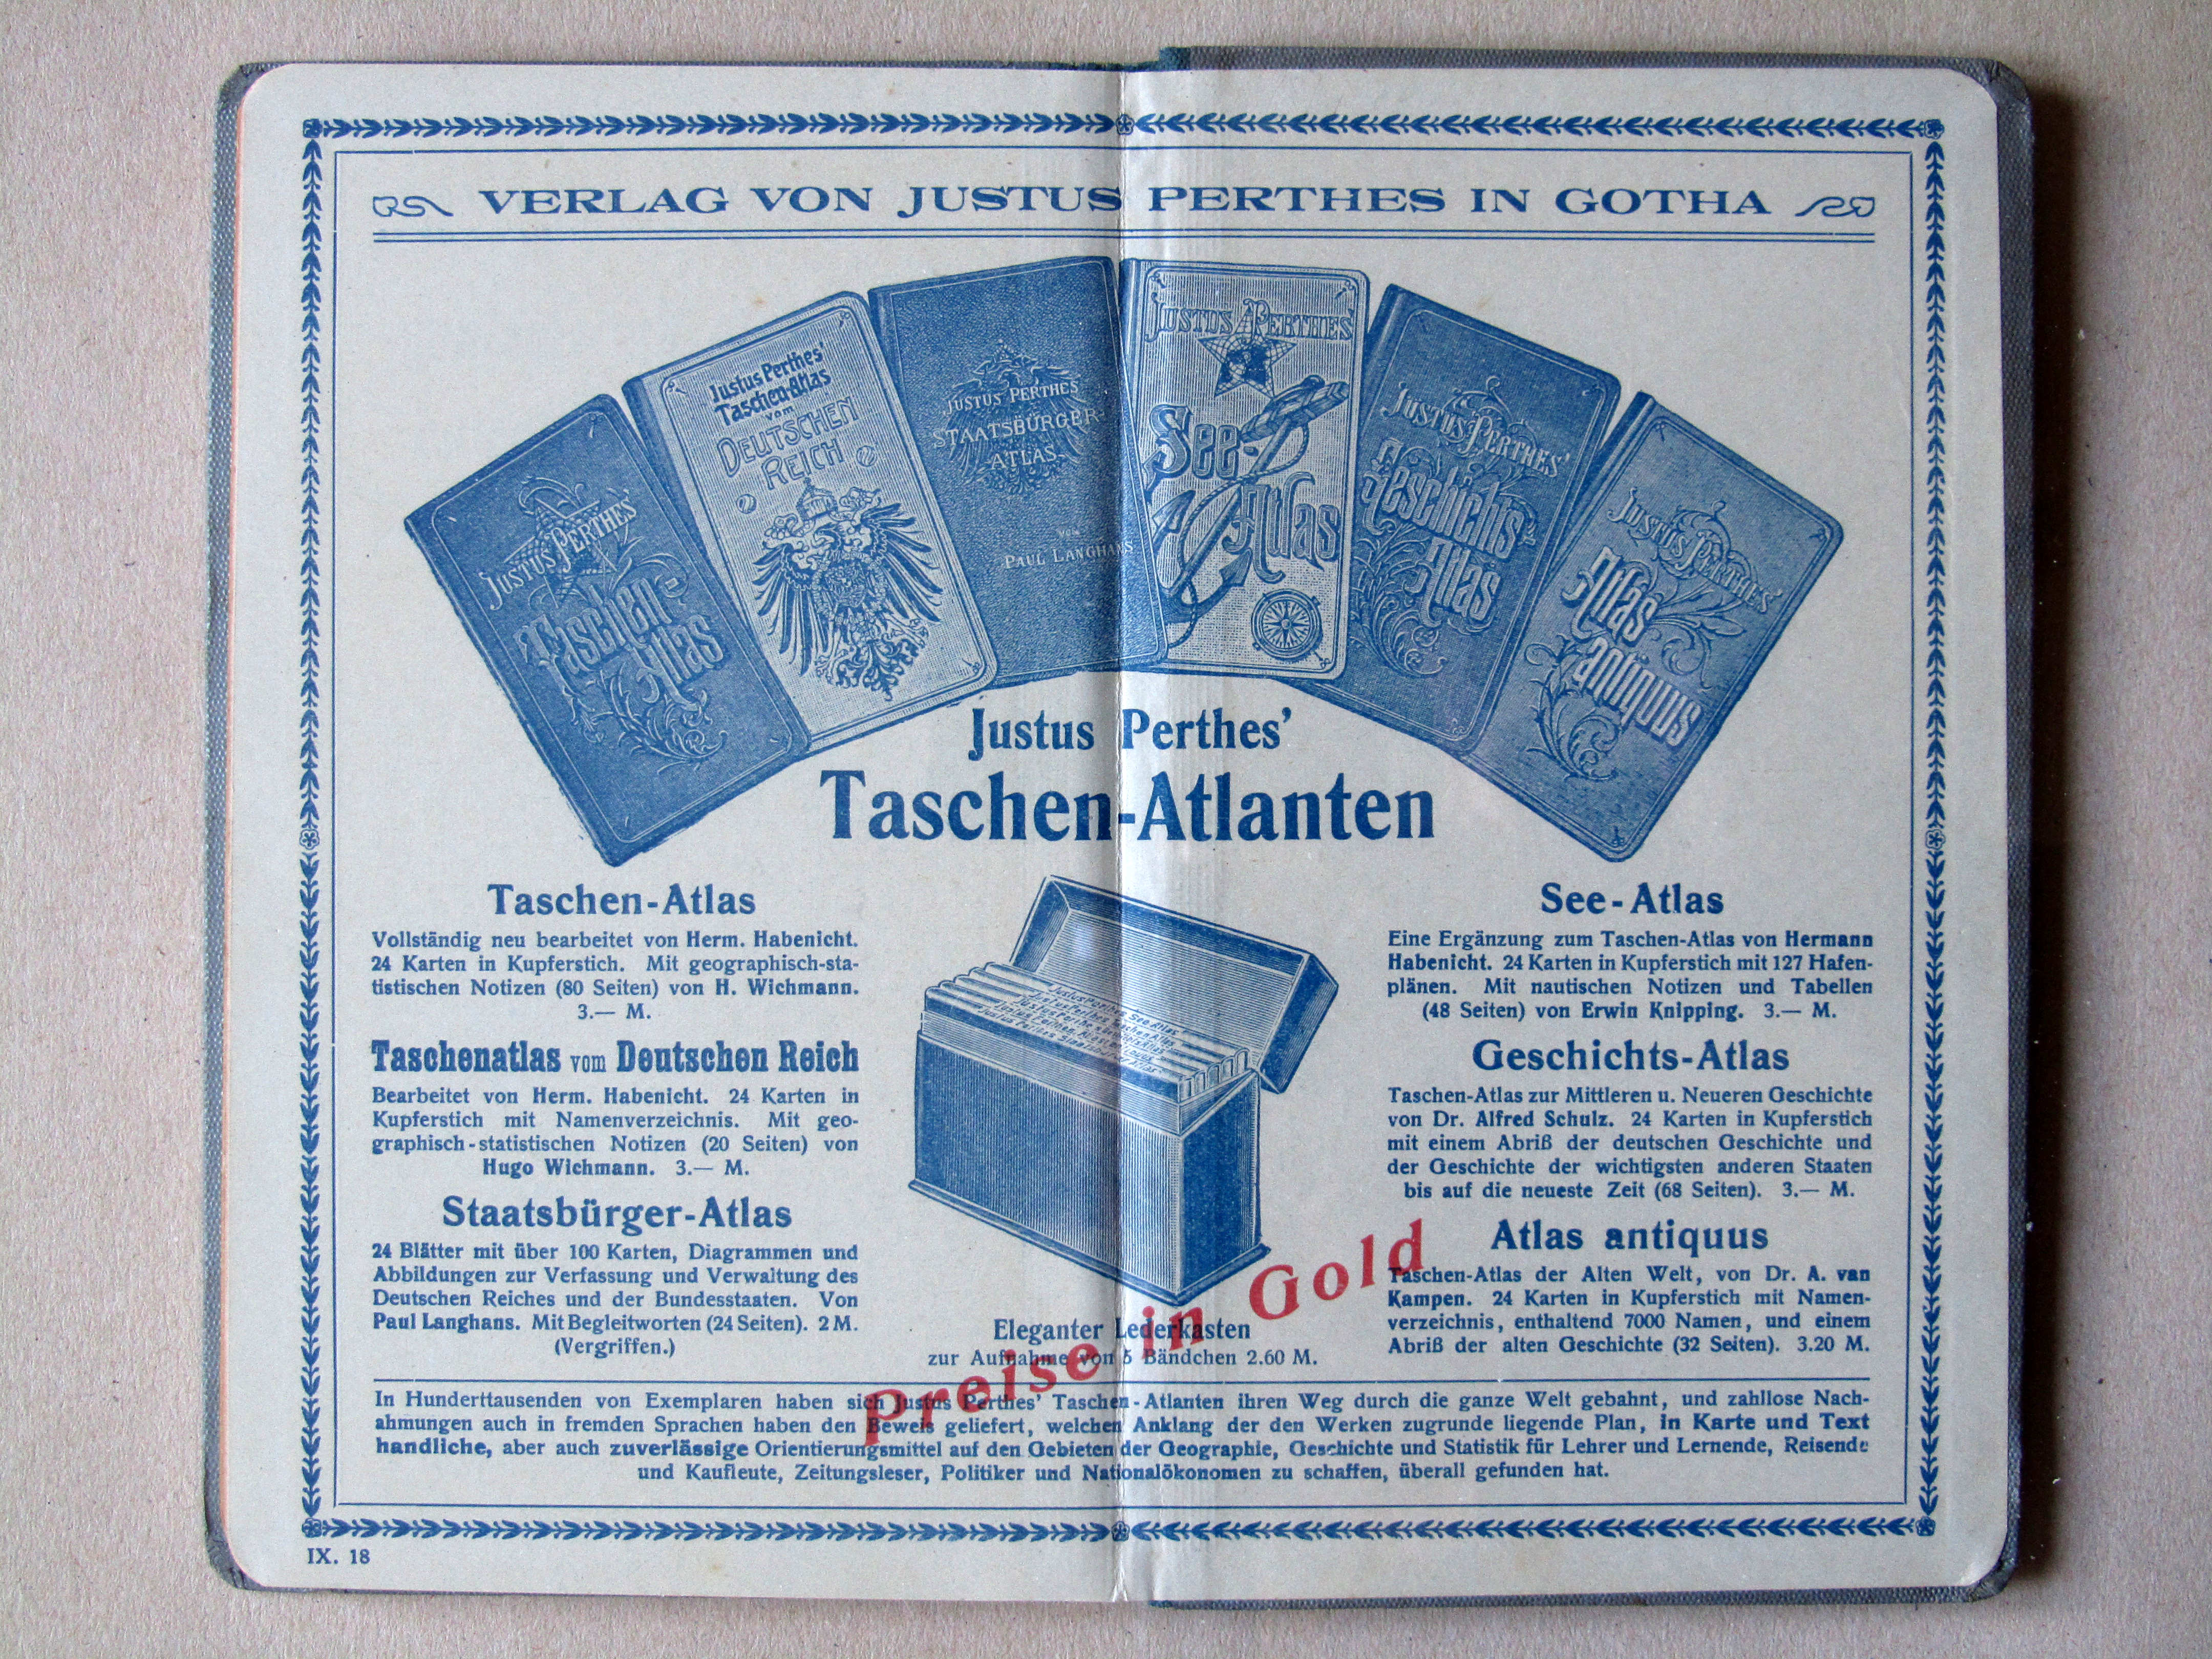 VERLAG VON JUSTUS PERTHES IN GOTHA
JUSTUS PERTHES'
Taschen-
Atlas
Justus Perthes'
Taschen-Atlas
vom
DEUTSCHEN
REICH
JUSTUS PERTHES'
STAATSBÜRGER-
ATLAS
VON
PAUL LANGHANS
JUSTUS PERTHES'
See-
Atlas
JUSTUS PERTHES'
Geschichts-
Atlas
JUSTUS PERTHES'
Atlas
antiquus
Justus Perthes'
Taschen-Atlanten
Taschen-Atlas
Vollständig neu bearbeitet von Herm. Habenicht.
24 Karten in Kupferstich. Mit geographisch-sta-
tistischen Notizen (80 Seiten) von H. Wichmann.
3.— M.
Taschenatlas vom Deutschen Reich
Bearbeitet von Herm. Habenicht. 24 Karten in
Kupferstich mit Namenverzeichnis. Mit geo-
graphisch-statistischen Notizen (20 Seiten) von
Hugo Wichmann. 3.— M.
Staatsbürger-Atlas
24 Blätter mit über 100 Karten, Diagrammen und
Abbildungen zur Verfassung und Verwaltung des
Deutschen Reiches und der Bundesstaaten. Von
Paul Langhans. Mit Begleitworten (24 Seiten). 2 M.
(Vergriffen.)
Eleganter Lederkasten
zur Aufnahme von 5 Bändchen 2.60 M.
Preise in Gold
See-Atlas
Eine Ergänzung zum Taschen-Atlas von Hermann
Habenicht. 24 Karten in Kupferstich mit 127 Hafen-
plänen. Mit nautischen Notizen und Tabellen
(48 Seiten) von Erwin Knipping. 3.— M.
Geschichts-Atlas
Taschen-Atlas zur Mittleren u. Neueren Geschichte
von Dr. Alfred Schulz. 24 Karten in Kupferstich
mit einem Abriß der deutschen Geschichte und
der Geschichte der wichtigsten anderen Staaten
bis auf die neueste Zeit (68 Seiten). 3.— M.
Atlas antiquus
Taschen-Atlas der Alten Welt, von Dr. A. van
Kampen. 24 Karten in Kupferstich mit Namen-
verzeichnis, enthaltend 7000 Namen, und einem
Abriß der alten Geschichte (32 Seiten). 3.20 M.
In Hunderttausenden von Exemplaren haben sich Justus Perthes' Taschen-Atlanten ihren Weg durch die ganze Welt gebahnt, und zahllose Nach-
ahmungen auch in fremden Sprachen haben den Beweis geliefert, welchen Anklang der den Werken zugrunde liegende Plan, in Karte und Text
handliche, aber auch zuverlässige Orientierungsmittel auf den Gebieten der Geographie, Geschichte und Statistik für Lehrer und Lernende, Reisende
und Kaufleute, Zeitungsleser, Politiker und Nationalökonomen zu schaffen, überall gefunden hat.
IX. 18